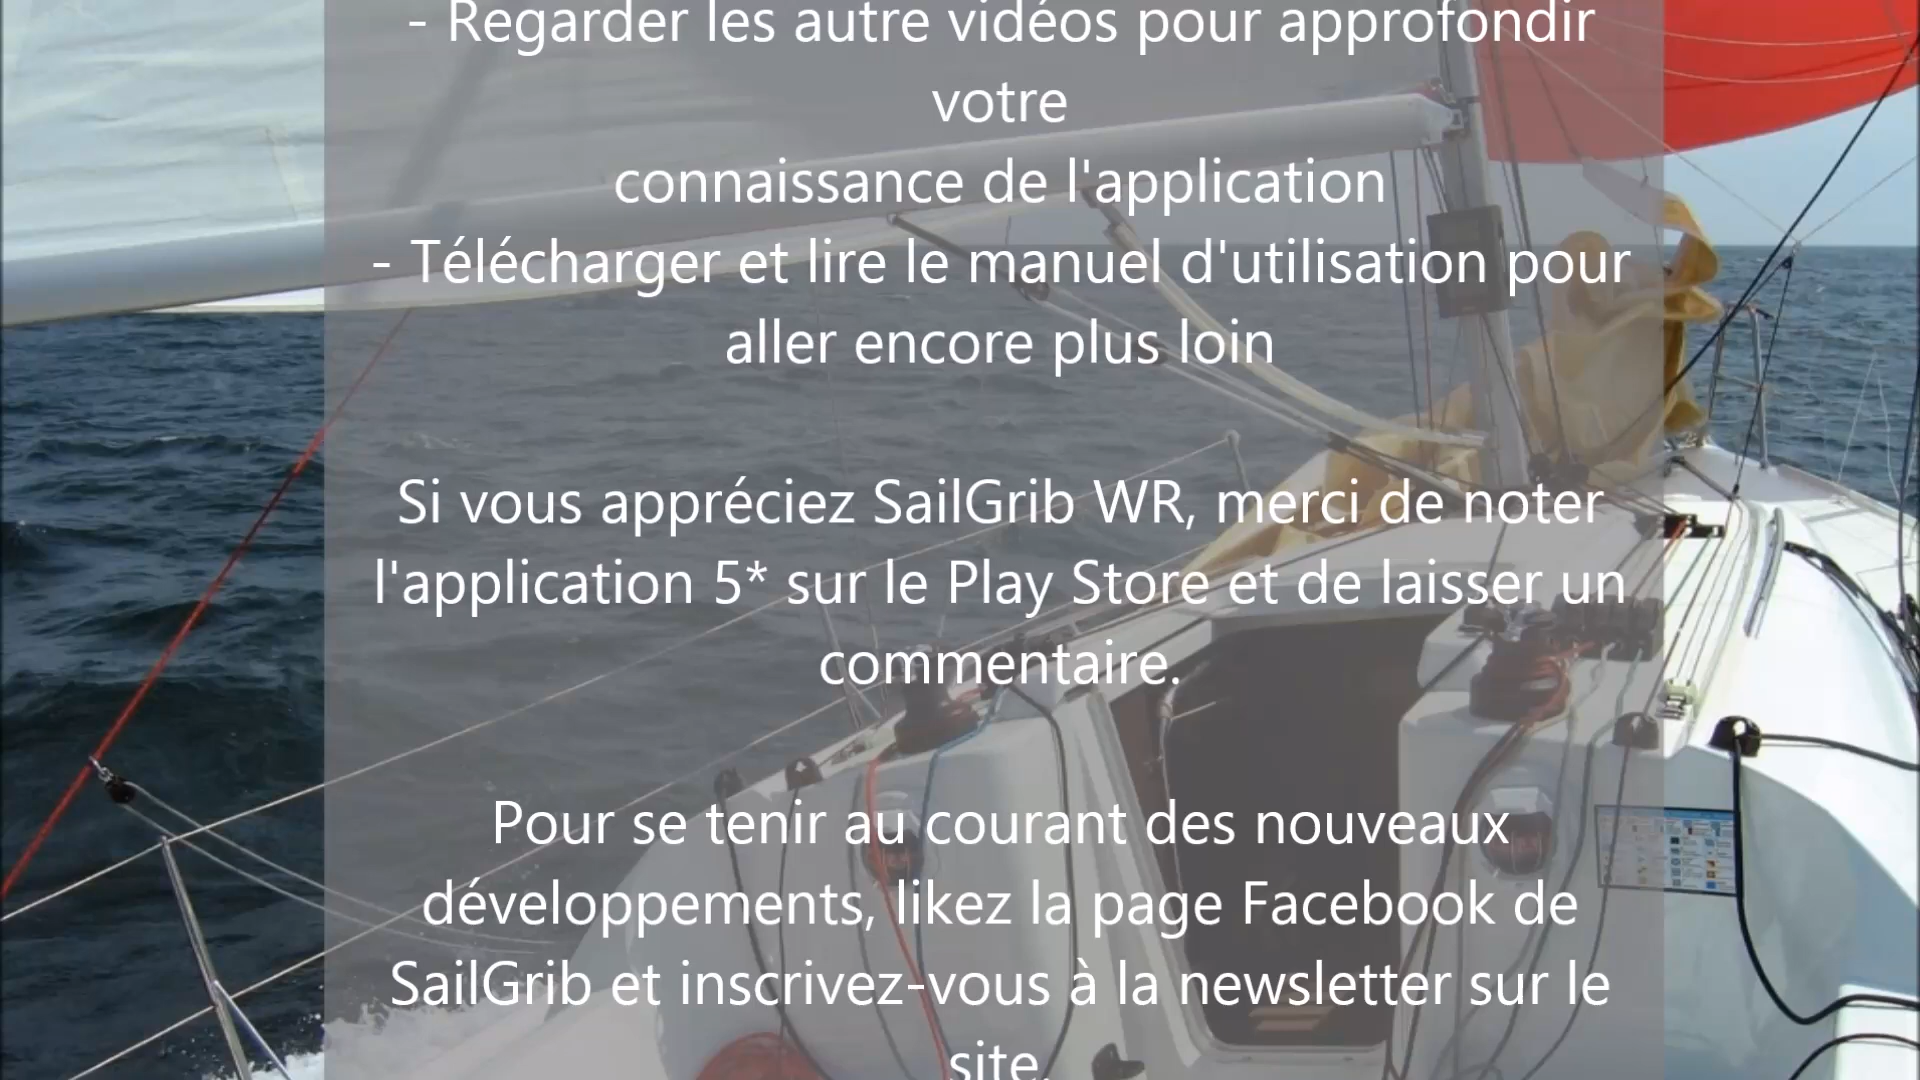 - Regarder les autre vidéos pour approfondir
votre
connaissance de l'application
- Télécharger et lire le manuel d'utilisation pour
aller encore plus loin
Si vous appréciez SailGrib WR, merci de noter
l'application 5* sur le Play Store et de laisser un
commentaire.
Pour se tenir au courant des nouveaux
développements, likez la page Facebook de
SailGrib et inscrivez-vous à la newsletter sur le
site.